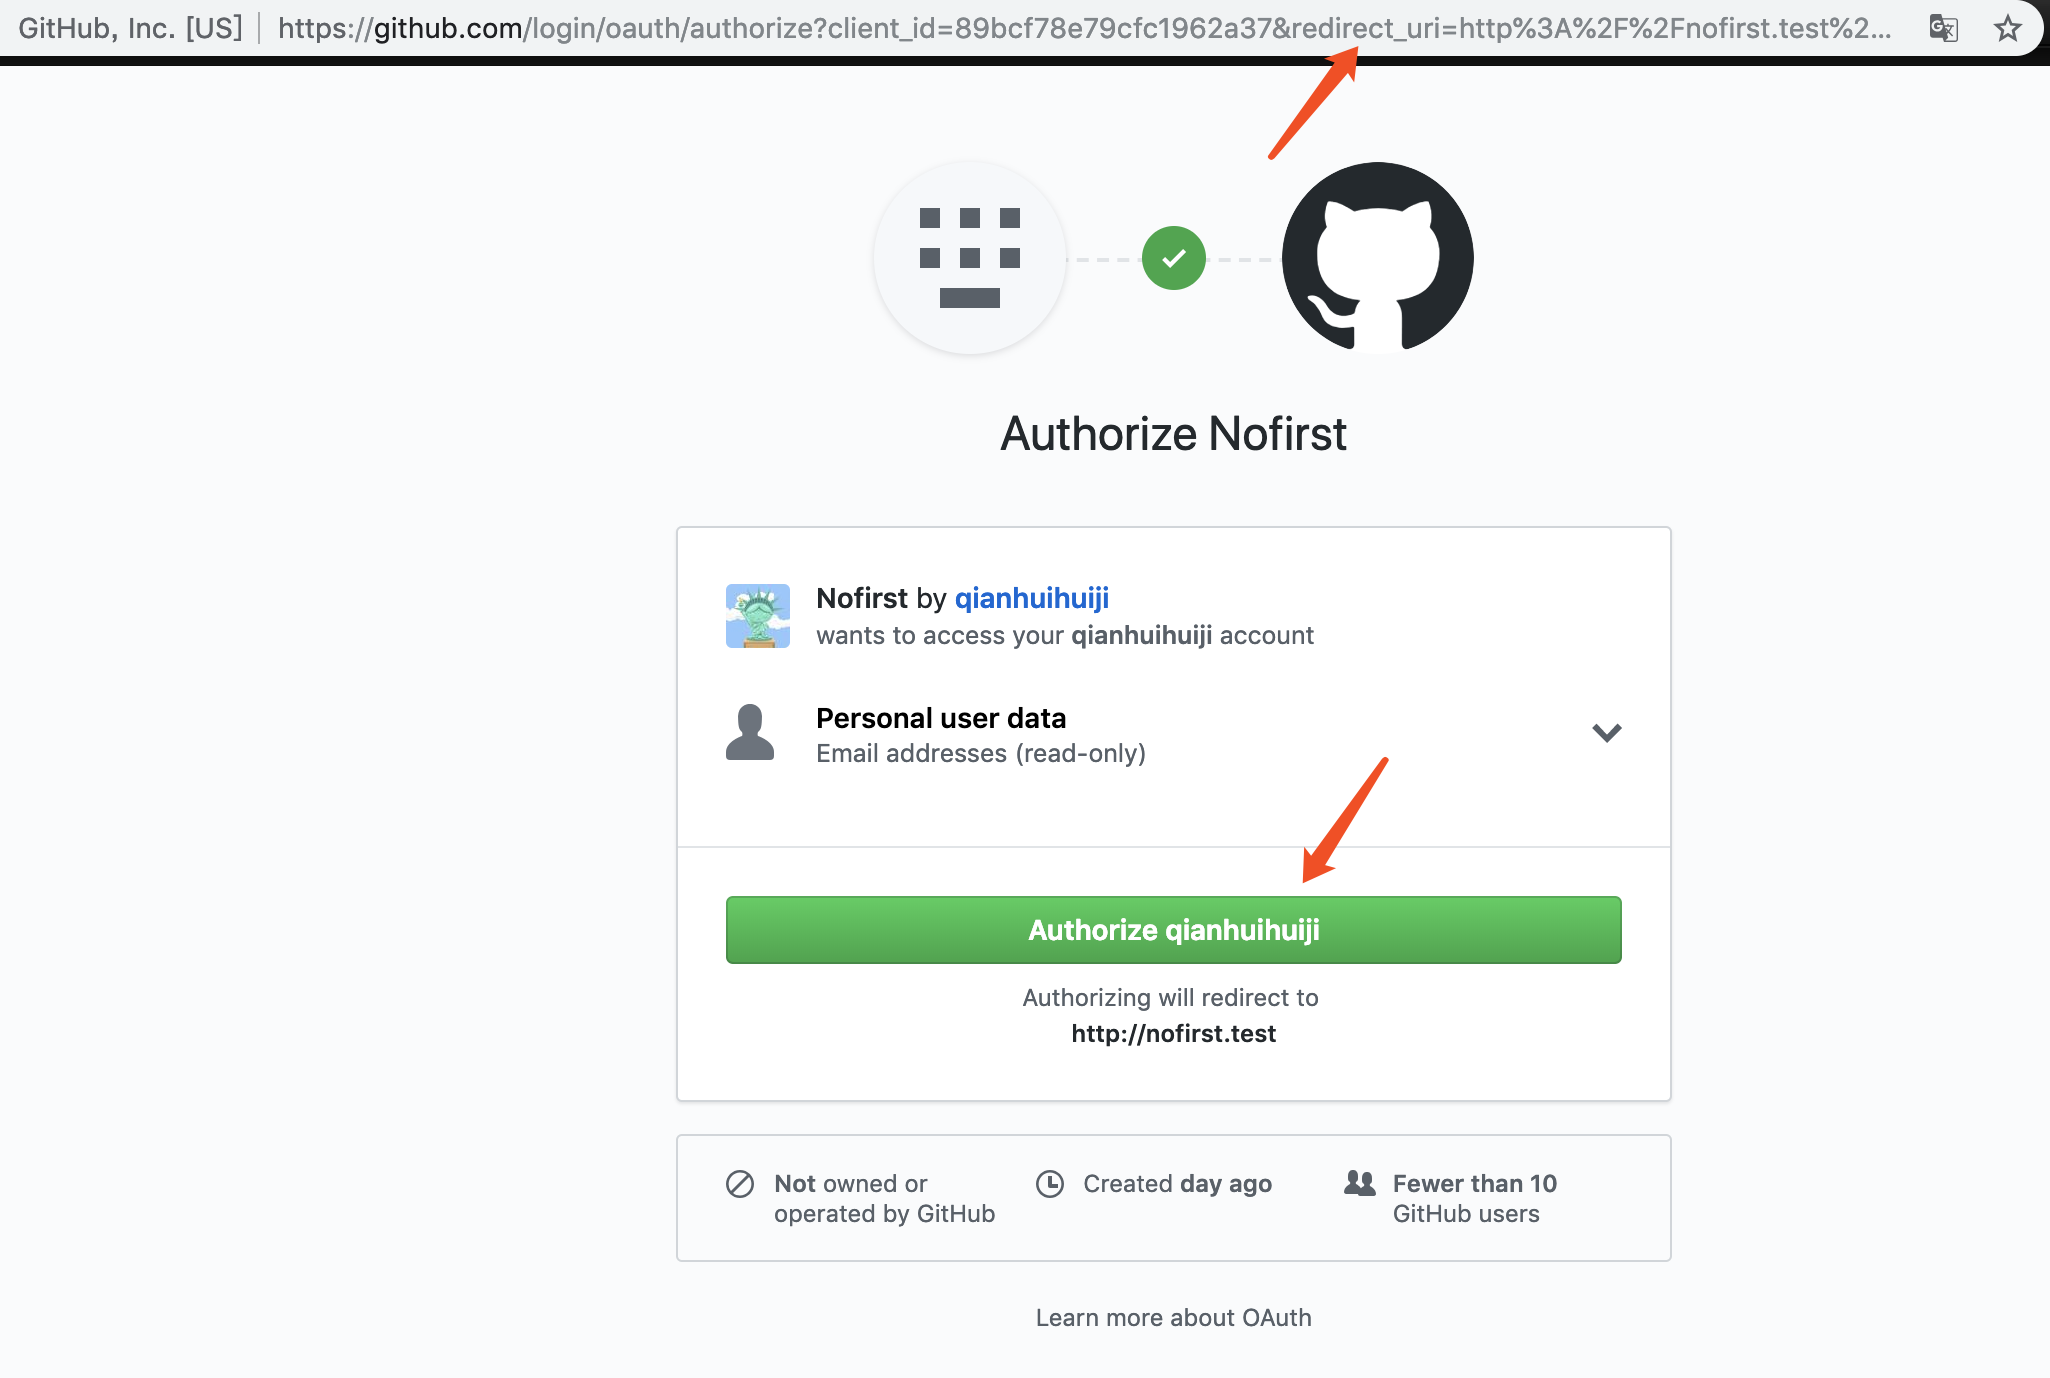 GitHub, Inc. [US] https://github.com/login/oauth/authorize?client_id=89bcf78e79cfc1962a37&redirect_uri=http%3A%2F%2Fnofirst.test%2...
Authorize Nofirst
Nofirst by qianhuihuiji
wants to access your qianhuihuiji account
Personal user data
Email addresses (read-only)
Authorize qianhuihuiji
Authorizing will redirect to
http://nofirst.test
Not owned or
operated by GitHub
Created day ago
Fewer than 10
GitHub users
Learn more about OAuth